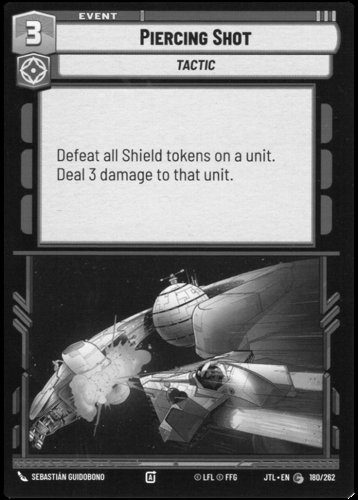 EVENT
3
PIERCING SHOT
TACTIC
Defeat all Shield tokens on a unit.
Deal 3 damage to that unit.
SEBASTIÁN GUIDOBONO
A
© LFL © FFG
JTL • EN
C
180/262